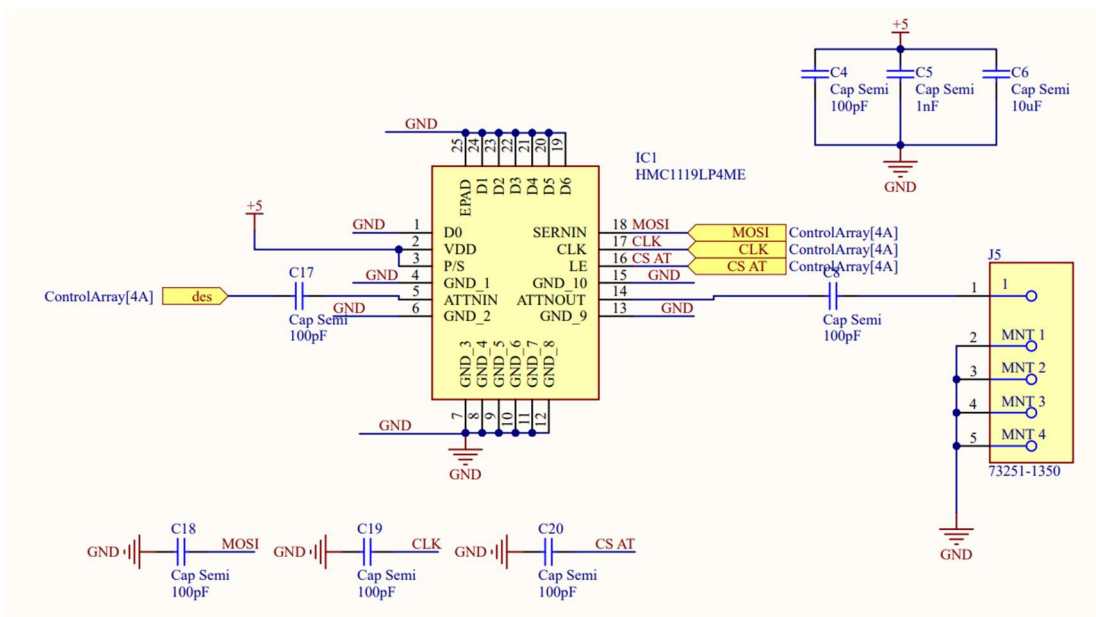 +5
C4
Cap Semi
100pF
C5
Cap Semi
1nF
C6
Cap Semi
10uF
GND
GND
25
24
23
22
21
20
19
EPAD
D1
D2
D3
D4
D5
D6
IC1
HMC1119LP4ME
+5
GND 1 D0
2 VDD
3 P/S
GND 4 GND_1
5 ATTNIN
GND 6 GND_2
SERNIN 18 MOSI MOSI ControlArray[4A]
CLK 17 CLK CLK ControlArray[4A]
LE 16 CS AT CS AT ControlArray[4A]
GND_10 15 GND
ATTNOUT 14
GND_9 13 GND
ControlArray[4A] des
C17
Cap Semi
100pF
C8
Cap Semi
100pF
J5
1 1
2 MNT 1
3 MNT 2
4 MNT 3
5 MNT 4
73251-1350
GND
GND_3
GND_4
GND_5
GND_6
GND_7
GND_8
7
8
9
10
11
12
GND
GND
GND C18 MOSI
Cap Semi
100pF
GND C19 CLK
Cap Semi
100pF
GND C20 CS AT
Cap Semi
100pF